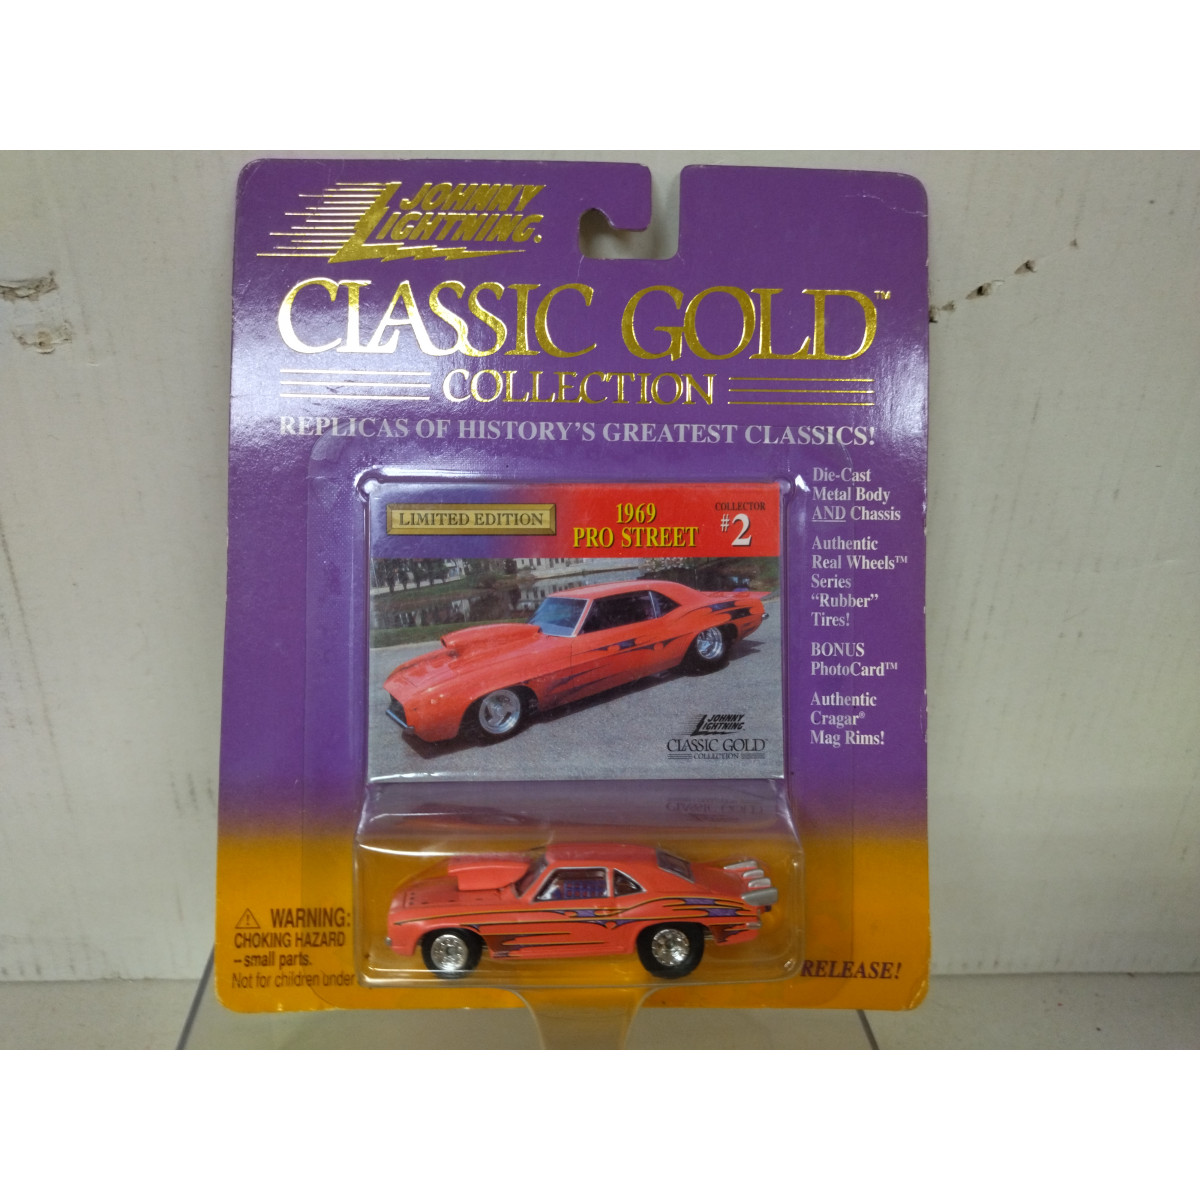 JOHNNY
LIGHTNING®
CLASSIC GOLD™
COLLECTION
REPLICAS OF HISTORY'S GREATEST CLASSICS!
LIMITED EDITION
1969
PRO STREET
COLLECTOR
#2
JOHNNY
LIGHTNING
CLASSIC GOLD
COLLECTION
Die-Cast
Metal Body
AND Chassis
Authentic
Real Wheels™
Series
“Rubber”
Tires!
BONUS
PhotoCard™
Authentic
Cragar®
Mag Rims!
WARNING:
CHOKING HAZARD
–small parts.
Not for children under
RELEASE!